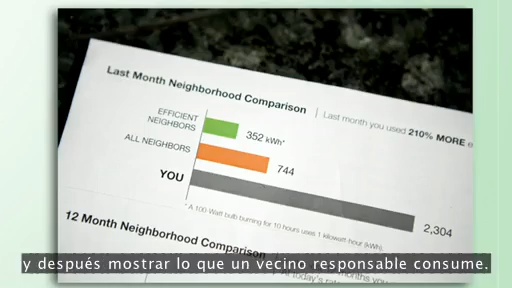 Last Month Neighborhood Comparison | Last month you used 210% MORE e
EFFICIENT
NEIGHBORS
352 kWh*
ALL NEIGHBORS
744
YOU
2,304
* A 100-Watt bulb burning for 10 hours uses 1 kilowatt hour (kWh).
12 Month Neighborhood Comparison
y después mostrar lo que un vecino responsable consume.